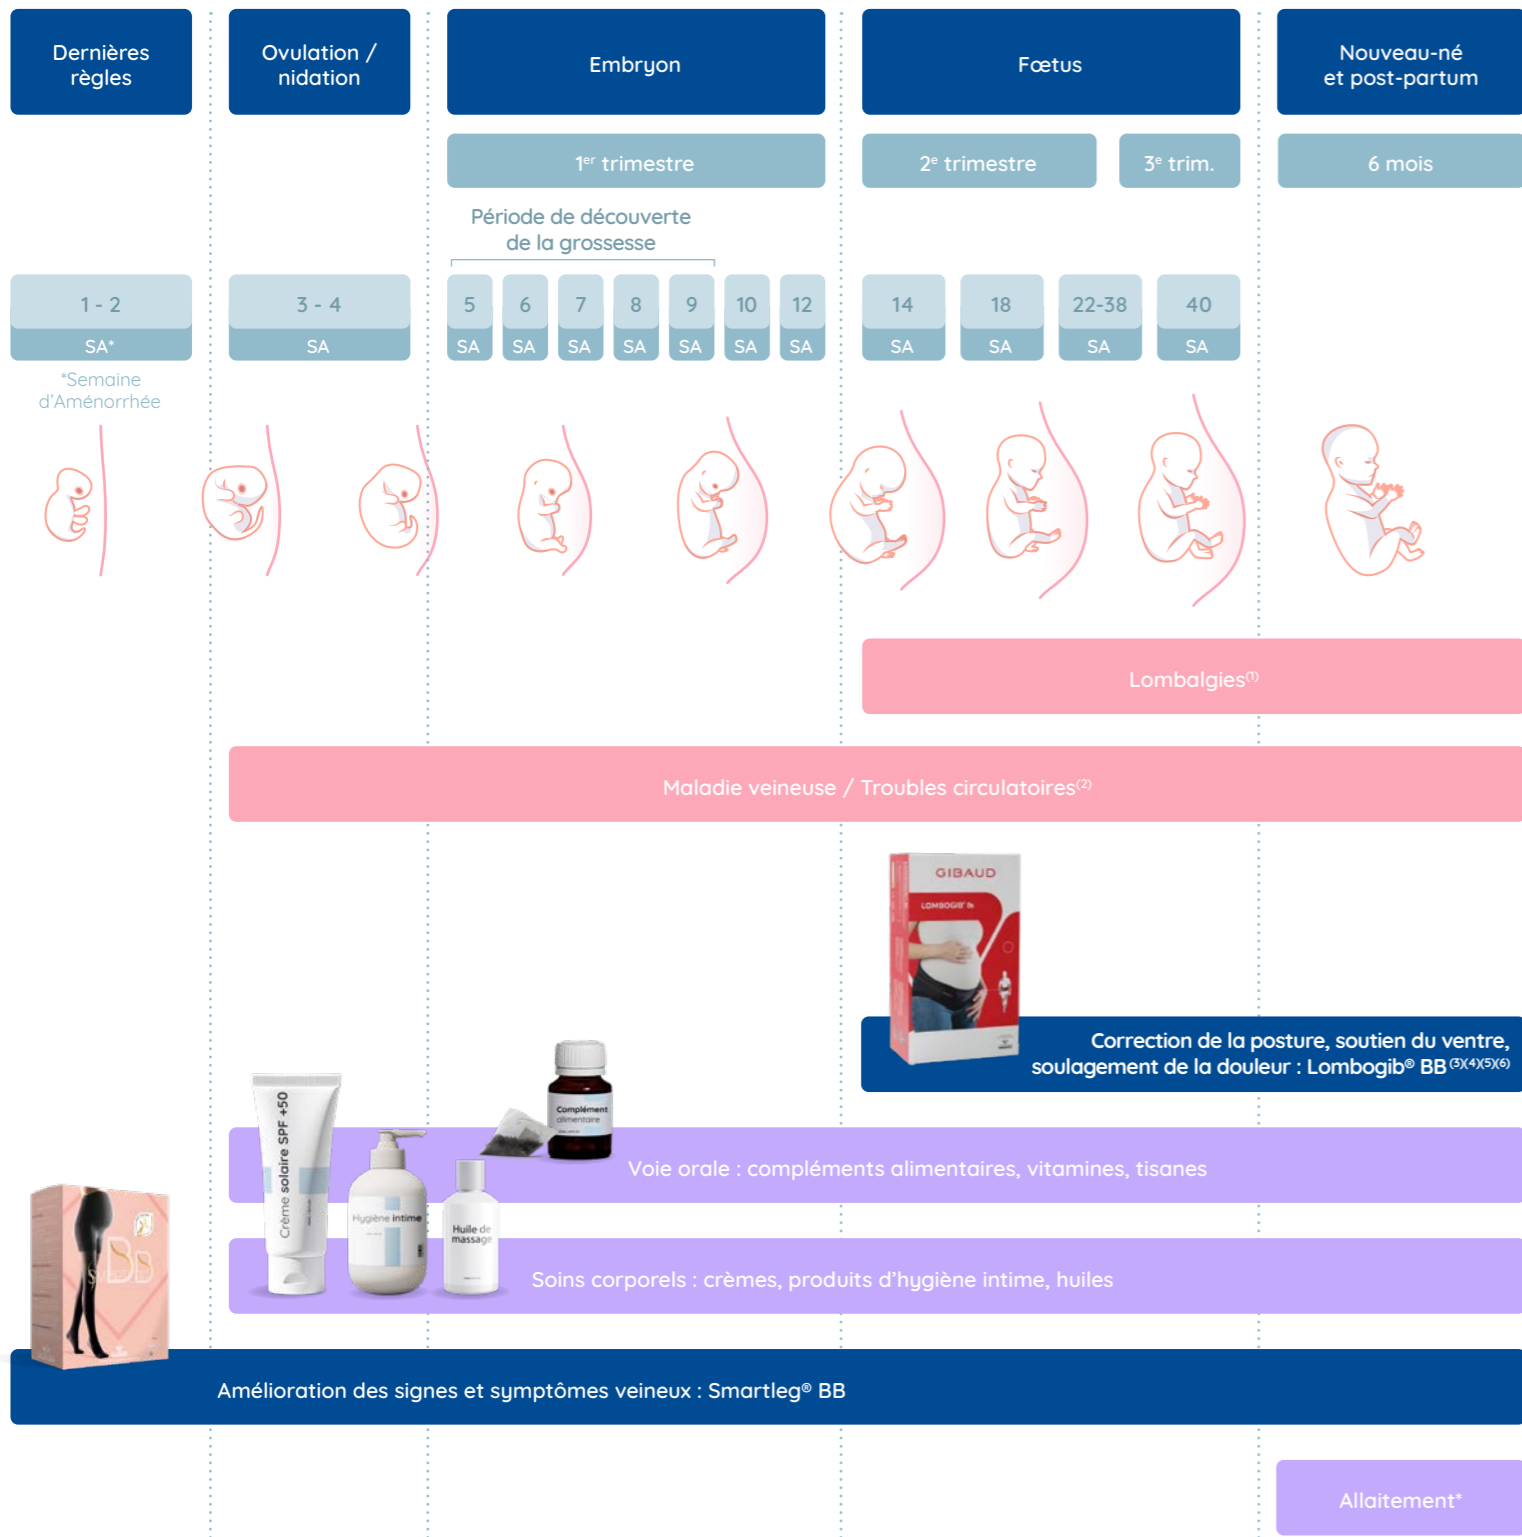 Dernières
règles
Ovulation /
nidation
Embryon
Fœtus
Nouveau-né
et post-partum
1er trimestre
2e trimestre
3e trim.
6 mois
Période de découverte
de la grossesse
1 - 2
SA*
3 - 4
SA
5
SA
6
SA
7
SA
8
SA
9
SA
10
SA
12
SA
14
SA
18
SA
22-38
SA
40
SA
*Semaine
d'Aménorrhée
Lombalgies(1)
Maladie veineuse / Troubles circulatoires(2)
GIBAUD
LOMBOGIB®
Correction de la posture, soutien du ventre,
soulagement de la douleur : Lombogib® BB (3)(4)(5)(6)
Complément
alimentaire
Crème solaire SPF +50
Hygiène intime
Huile de
massage
Voie orale : compléments alimentaires, vitamines, tisanes
BB
Soins corporels : crèmes, produits d'hygiène intime, huiles
Amélioration des signes et symptômes veineux : Smartleg® BB
Allaitement*